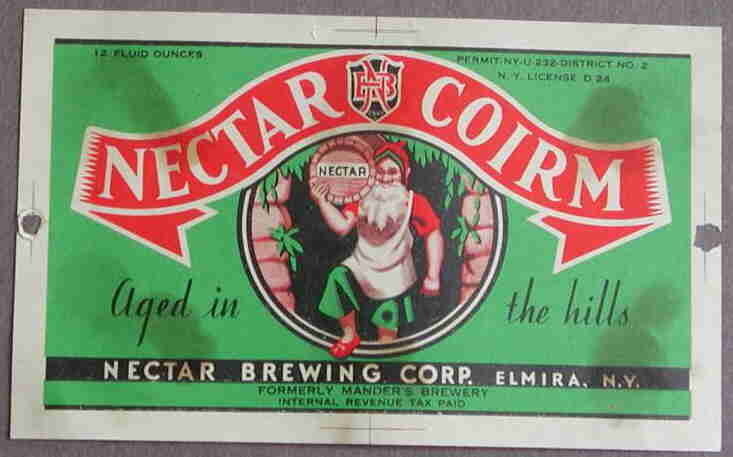 12 FLUID OUNCES
PERMIT-NY-U-232-DISTRICT NO. 2
N. Y. LICENSE D 24
NECTAR COIRM
NBC
NECTAR
Aged in the hills
NECTAR BREWING CORP. ELMIRA, N.Y.
FORMERLY MANDER'S BREWERY
INTERNAL REVENUE TAX PAID